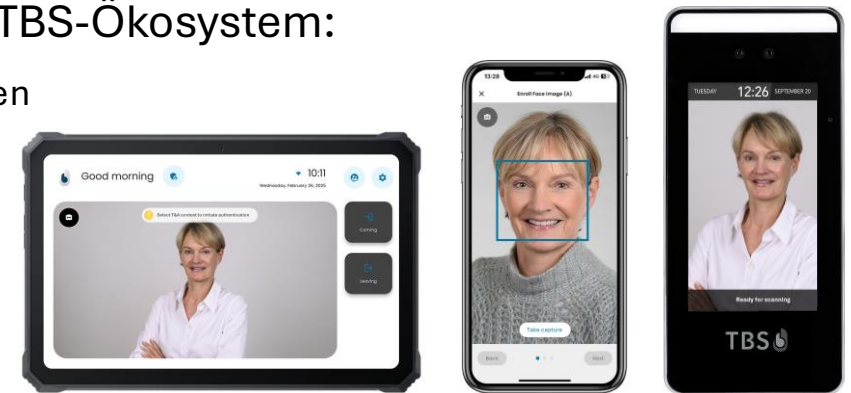 TBS-Ökosystem:
en
Good morning
10:11
Wednesday, February 26, 2025
Select T&A context to initiate authentication
Coming
Leaving
13:28
4G
Enroll Face Image (A)
Take capture
Back
Next
TUESDAY 12:26 SEPTEMBER 20
Ready for scanning
TBS